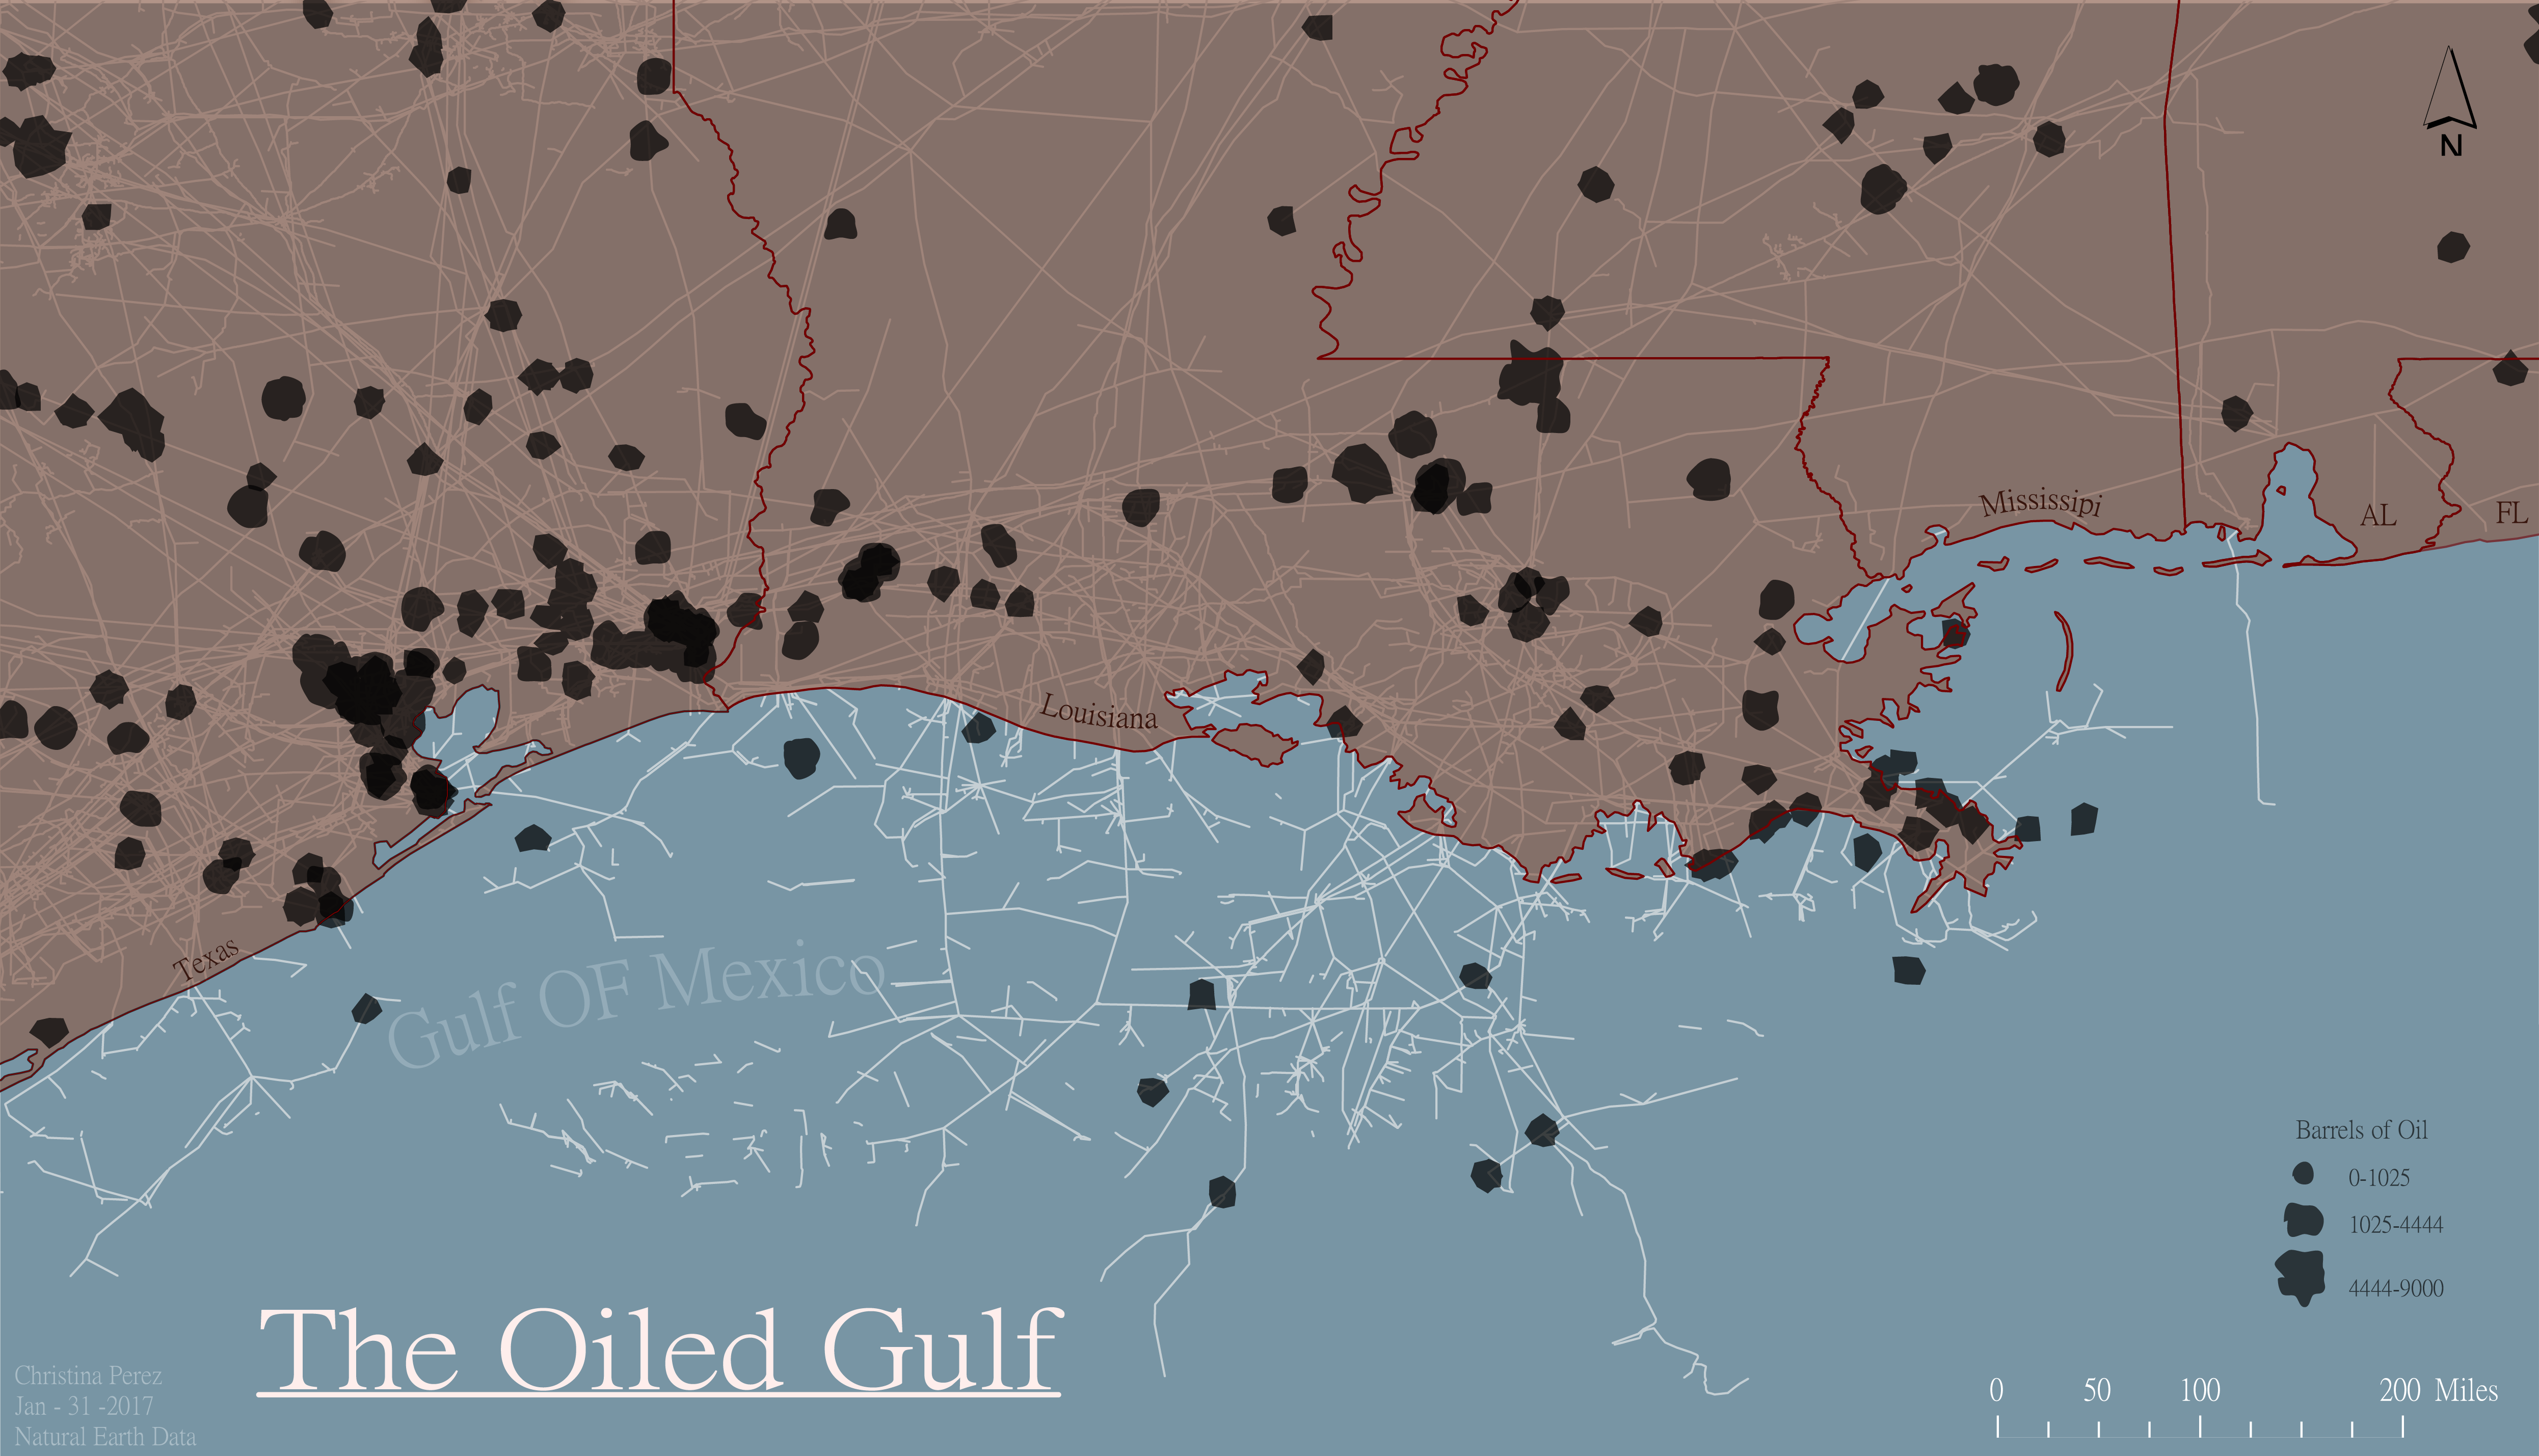 N
Mississipi
AL
FL
Louisiana
Texas
Gulf OF Mexico
Barrels of Oil
0-1025
1025-4444
4444-9000
The Oiled Gulf
Christina Perez
Jan - 31 -2017
Natural Earth Data
0 50 100 200 Miles